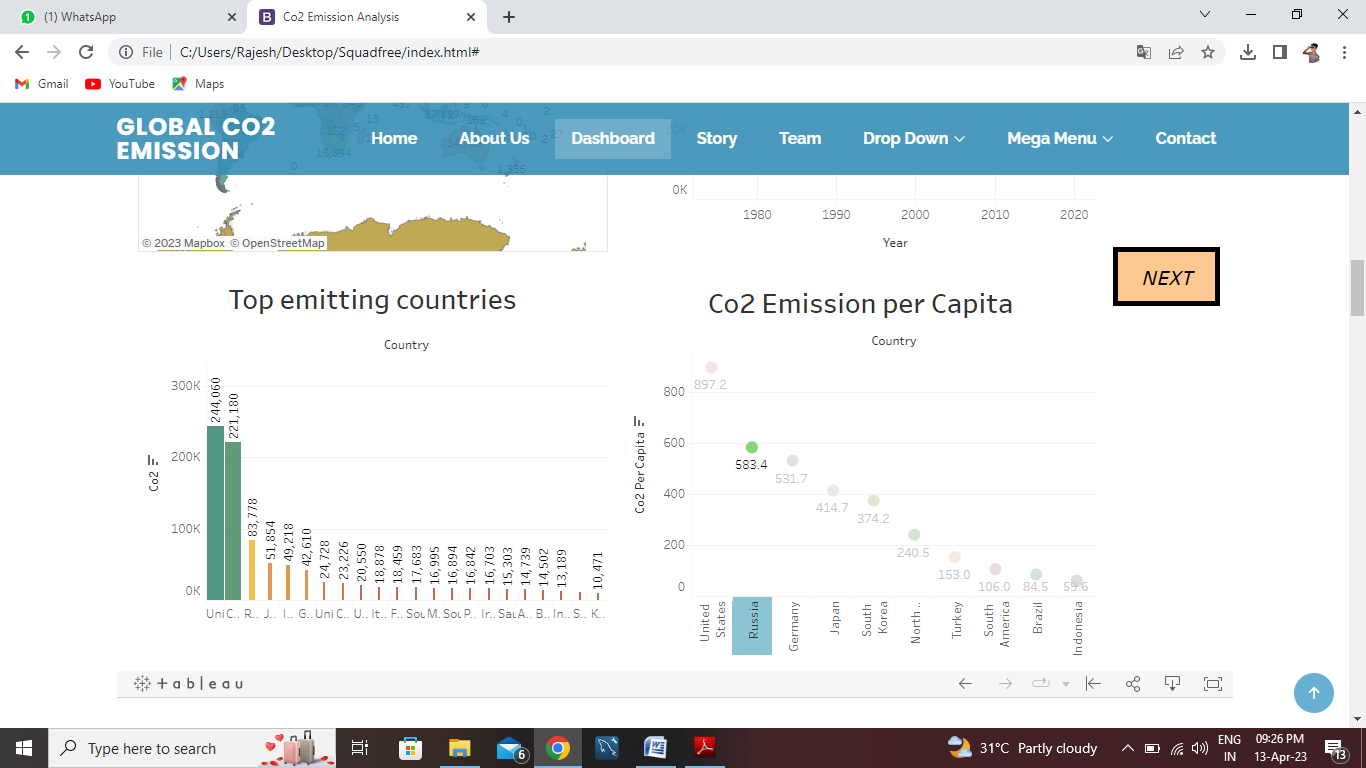 (1) WhatsApp
Co2 Emission Analysis
File
C:/Users/Rajesh/Desktop/Squadfree/index.html#
Gmail
YouTube
Maps
GLOBAL CO2
EMISSION
Home
About Us
Dashboard
Story
Team
Drop Down
Mega Menu
Contact
0K
1980 1990 2000 2010 2020
Year
© 2023 Mapbox © OpenStreetMap
NEXT
Top emitting countries
Country
Co2
300K
200K
100K
0K
244,060
221,180
83,778
51,854
49,218
42,610
24,728
23,226
20,550
18,878
18,459
17,683
16,995
16,894
16,842
16,703
15,303
14,739
14,502
13,189
10,471
Uni C.. R.. J.. I.. G.. Uni C.. U.. It.. F.. Sou M.. Sou P.. Ir.. Sau A.. B.. In.. S.. K..
Co2 Emission per Capita
Country
Co2 Per Capita
800
600
400
200
0
897.2
583.4
531.7
414.7
374.2
240.5
153.0
106.0
84.5
59.6
United
States
Russia
Germany
Japan
South
Korea
North ..
Turkey
South
America
Brazil
Indonesia
+ a b | e a u
Type here to search
6
31°C Partly cloudy
ENG
IN
09:26 PM
13-Apr-23
13